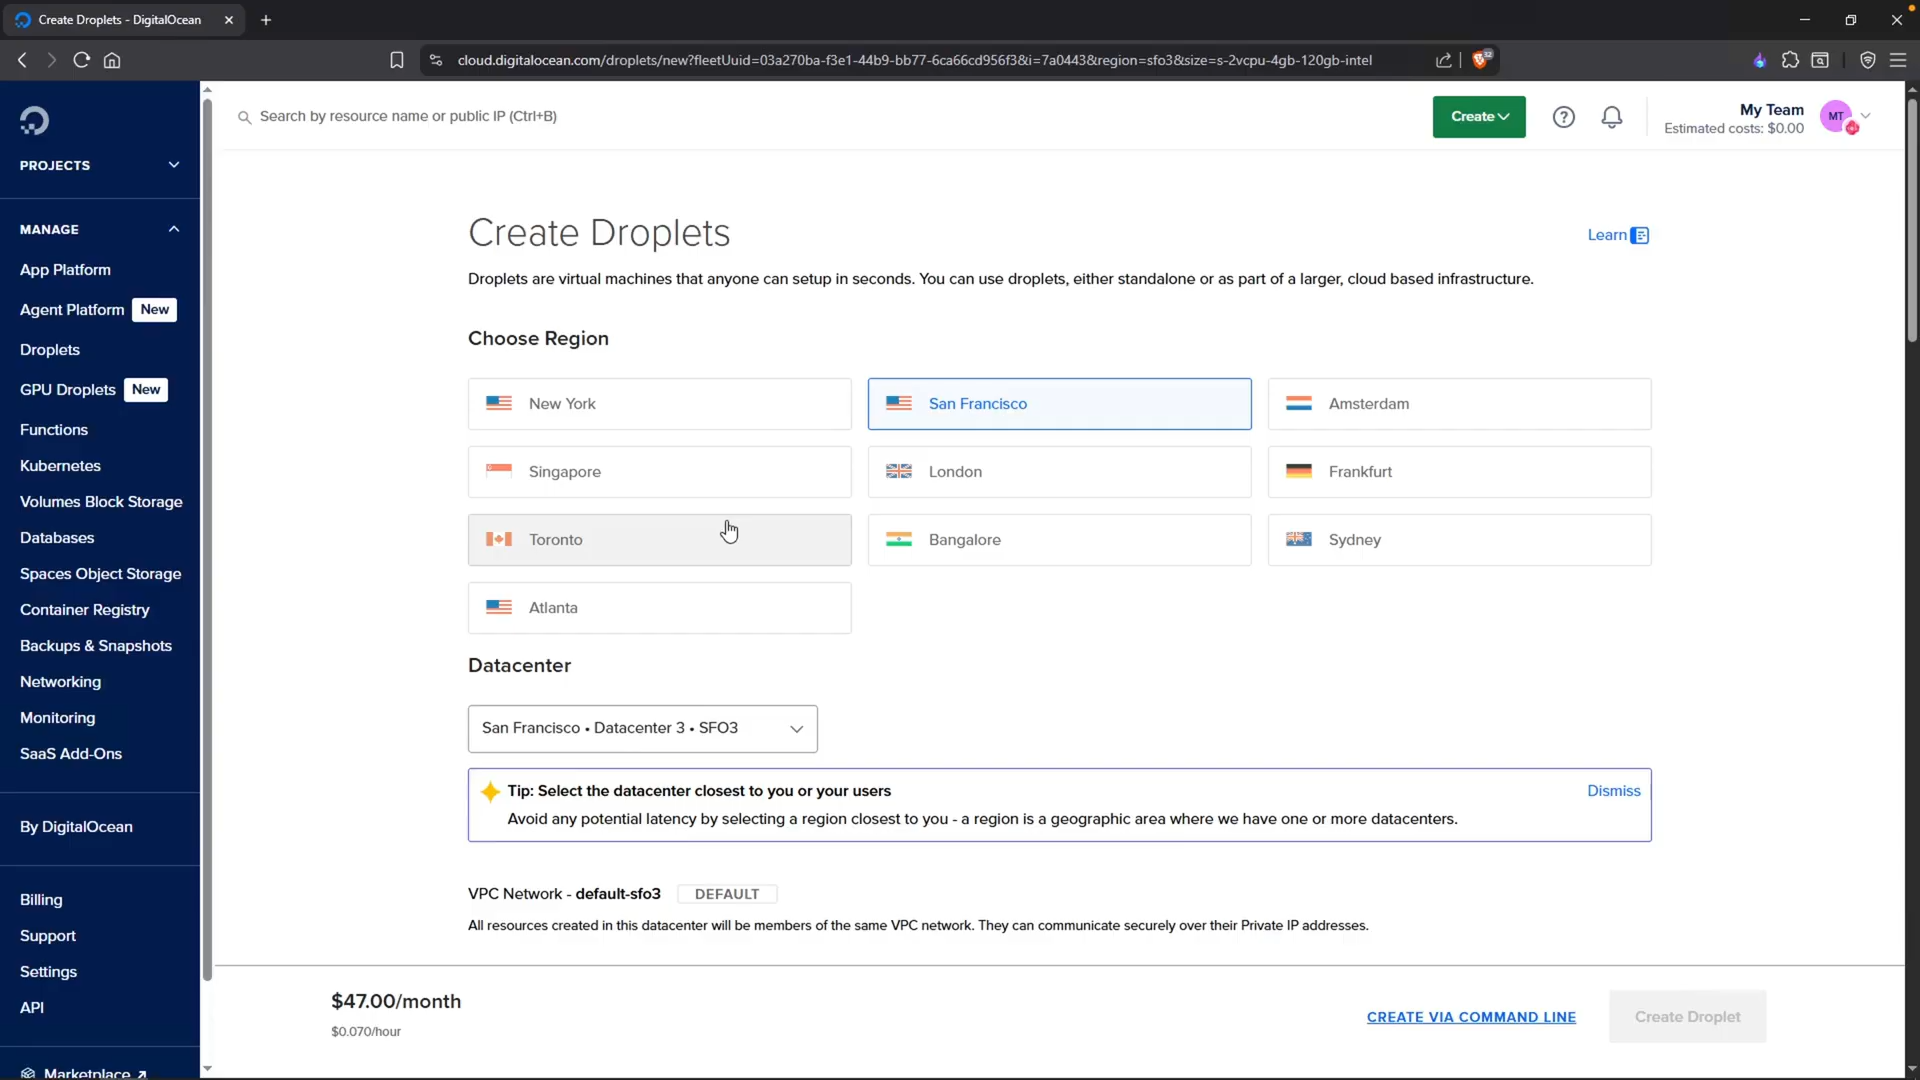 Create Droplets - DigitalOcean
cloud.digitalocean.com/droplets/new?fleetUuid=03a270ba-f3e1-44b9-bb77-6ca66cd956f3&i=7a0443&region=sfo3&size=s-2vcpu-4gb-120gb-intel
32
Search by resource name or public IP (Ctrl+B)
Create
My Team
Estimated costs: $0.00
MT
PROJECTS
MANAGE
App Platform
Agent Platform New
Droplets
GPU Droplets New
Functions
Kubernetes
Volumes Block Storage
Databases
Spaces Object Storage
Container Registry
Backups & Snapshots
Networking
Monitoring
SaaS Add-Ons
By DigitalOcean
Billing
Support
Settings
API
Marketplace
Create Droplets
Learn
Droplets are virtual machines that anyone can setup in seconds. You can use droplets, either standalone or as part of a larger, cloud based infrastructure.
Choose Region
New York
San Francisco
Amsterdam
Singapore
London
Frankfurt
Toronto
Bangalore
Sydney
Atlanta
Datacenter
San Francisco • Datacenter 3 • SFO3
Tip: Select the datacenter closest to you or your users
Dismiss
Avoid any potential latency by selecting a region closest to you - a region is a geographic area where we have one or more datacenters.
VPC Network - default-sfo3 DEFAULT
All resources created in this datacenter will be members of the same VPC network. They can communicate securely over their Private IP addresses.
$47.00/month
$0.070/hour
CREATE VIA COMMAND LINE
Create Droplet